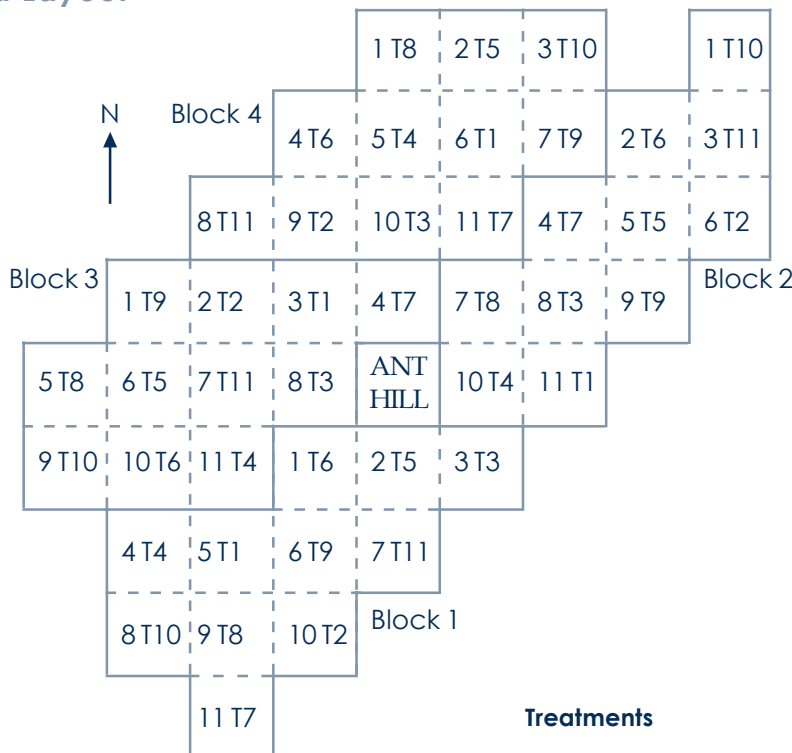 1 T8 2 T5 3 T10 1 T10
N Block 4
4 T6 5 T4 6 T1 7 T9 2 T6 3 T11
8 T11 9 T2 10 T3 11 T7 4 T7 5 T5 6 T2
Block 3 Block 2
1 T9 2 T2 3 T1 4 T7 7 T8 8 T3 9 T9
5 T8 6 T5 7 T11 8 T3 ANT HILL 10 T4 11 T1
9 T10 10 T6 11 T4 1 T6 2 T5 3 T3
4 T4 5 T1 6 T9 7 T11
Block 1
8 T10 9 T8 10 T2
11 T7 Treatments